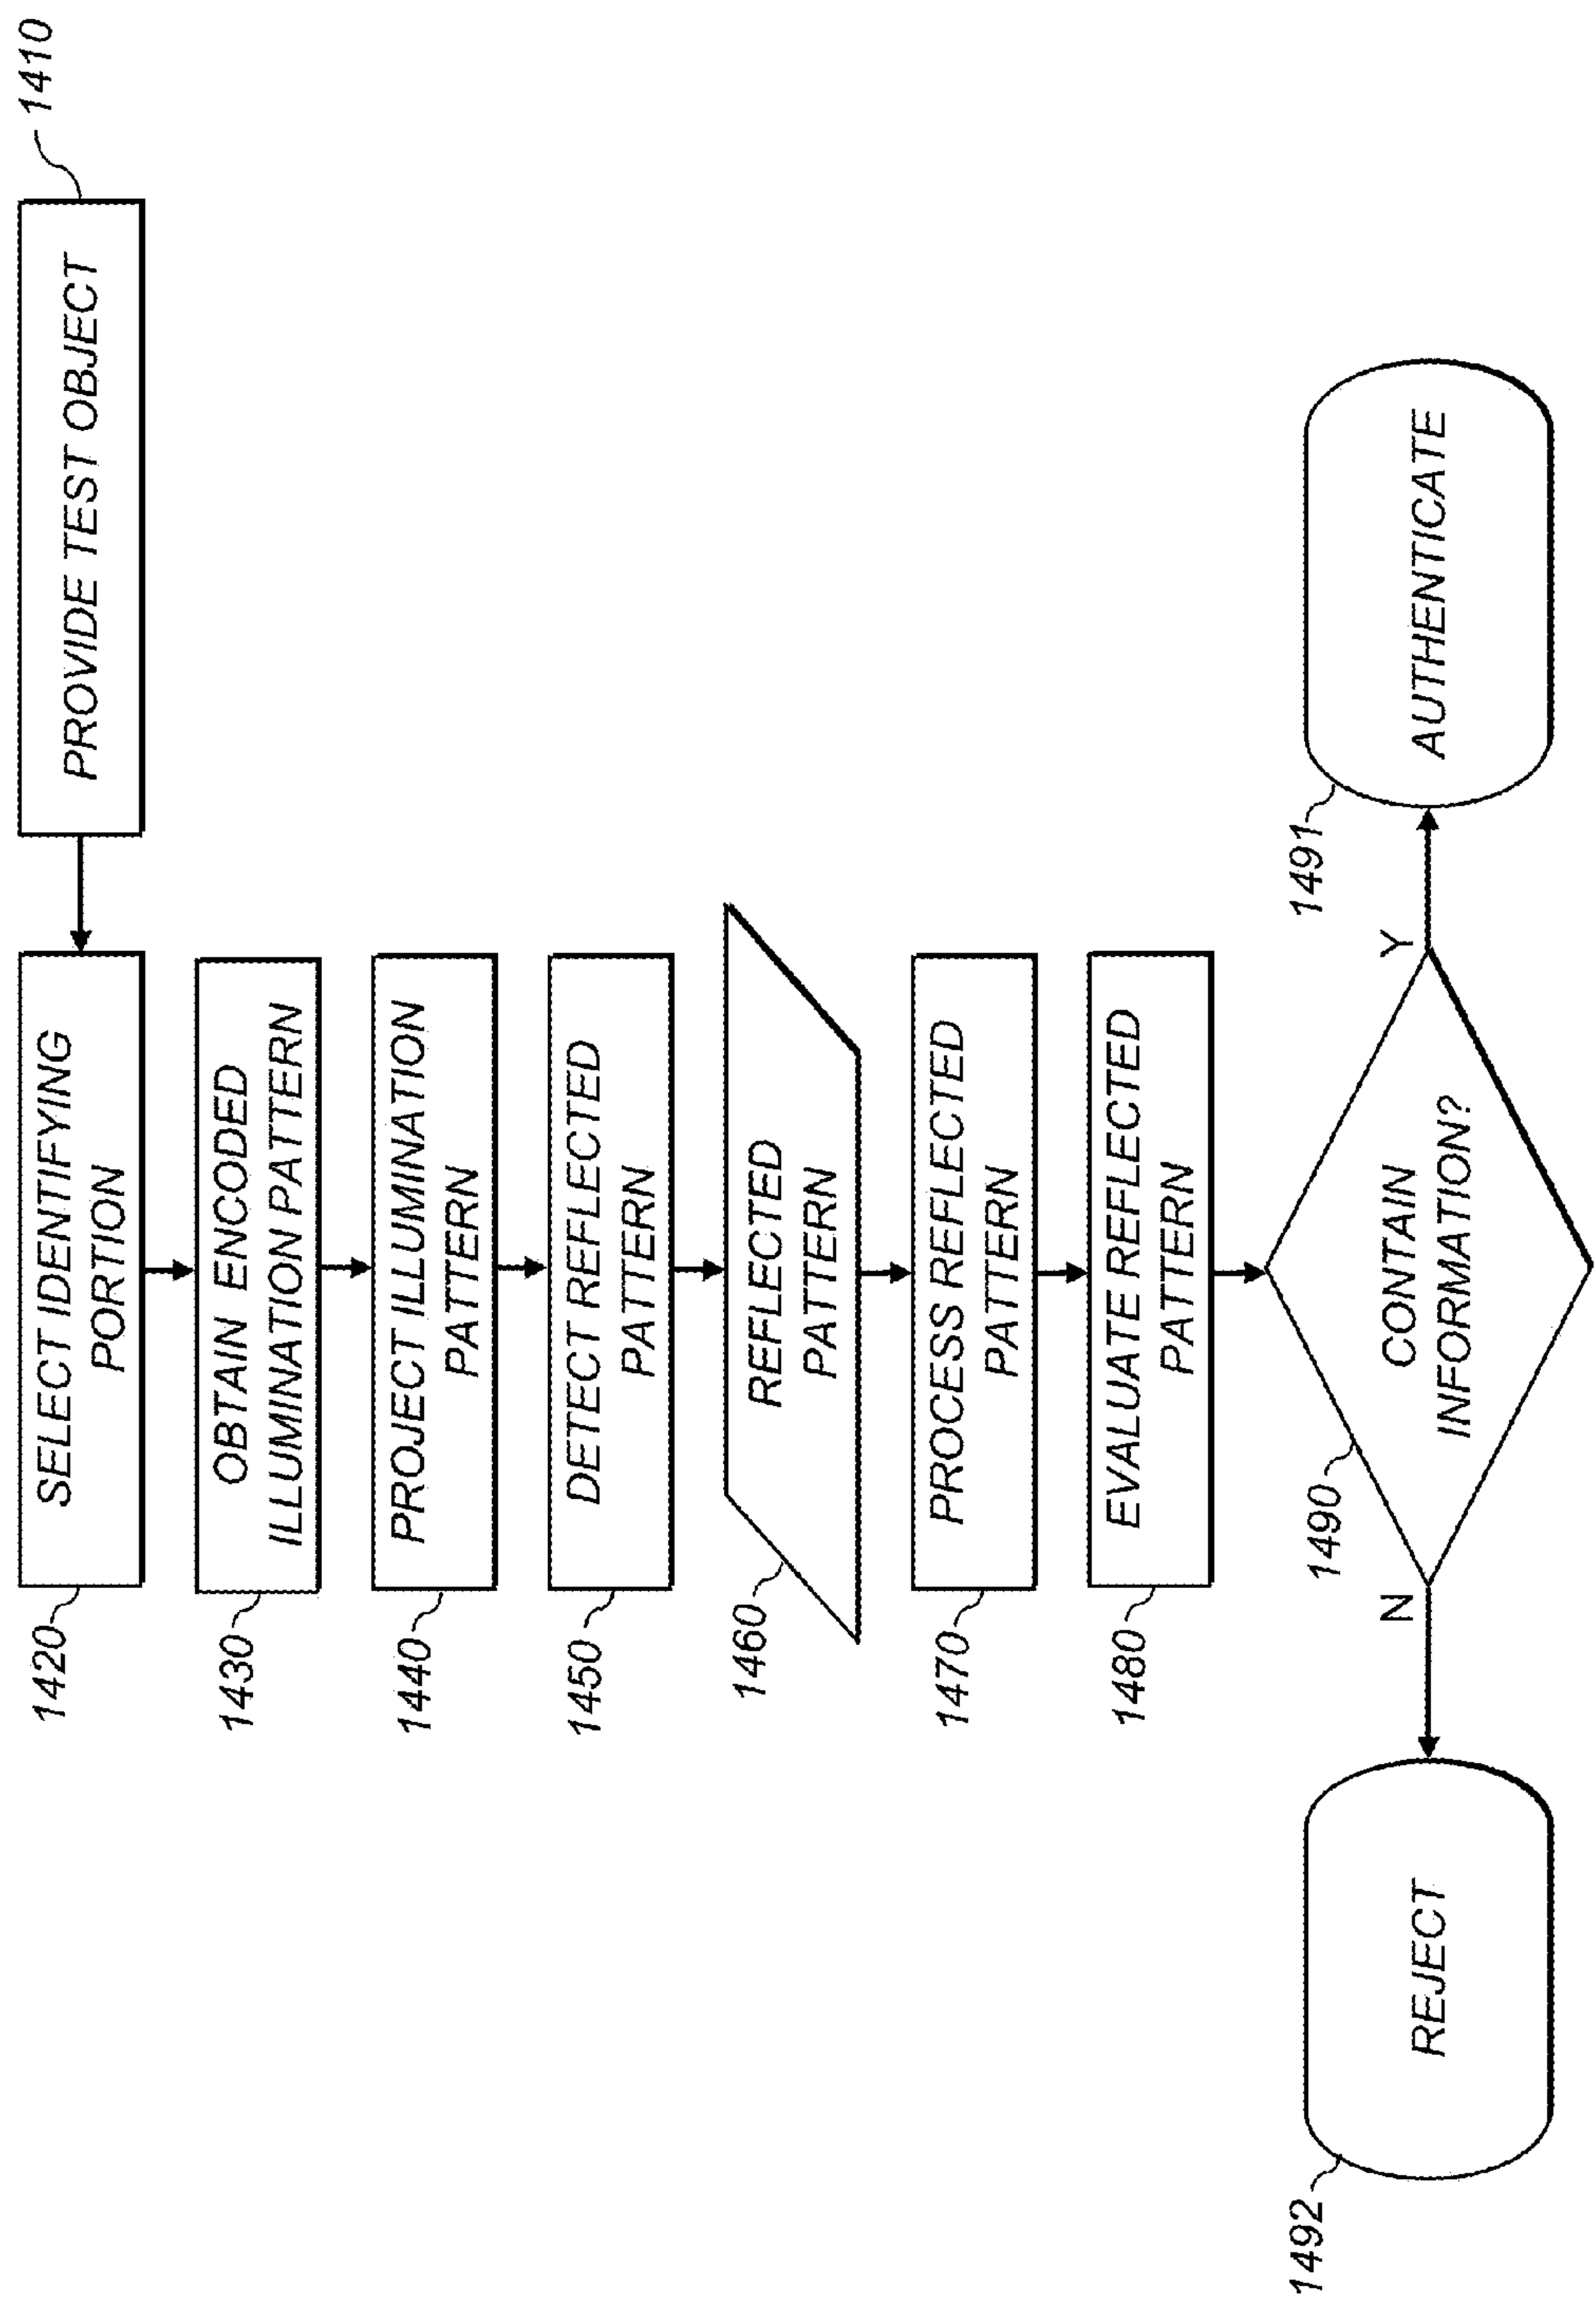 1410
PROVIDE TEST OBJECT
1420
SELECT IDENTIFYING
PORTION
1430
OBTAIN ENCODED
ILLUMINATION PATTERN
1440
PROJECT ILLUMINATION
PATTERN
1450
DETECT REFLECTED
PATTERN
1460
REFLECTED
PATTERN
1470
PROCESS REFLECTED
PATTERN
1480
EVALUATE REFLECTED
PATTERN
1490
CONTAIN
INFORMATION?
N
Y
1491
AUTHENTICATE
1492
REJECT